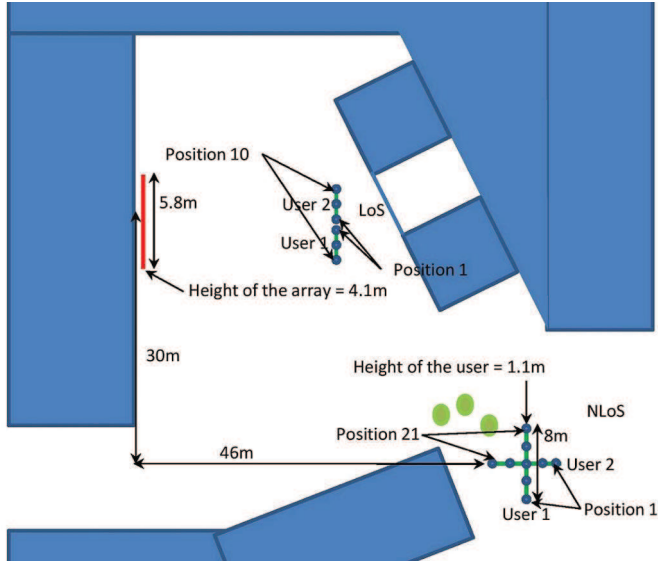 Position 10
5.8m
User 2
LoS
User 1
Position 1
Height of the array = 4.1m
30m
Height of the user = 1.1m
NLoS
Position 21
8m
46m
User 2
Position 1
User 1